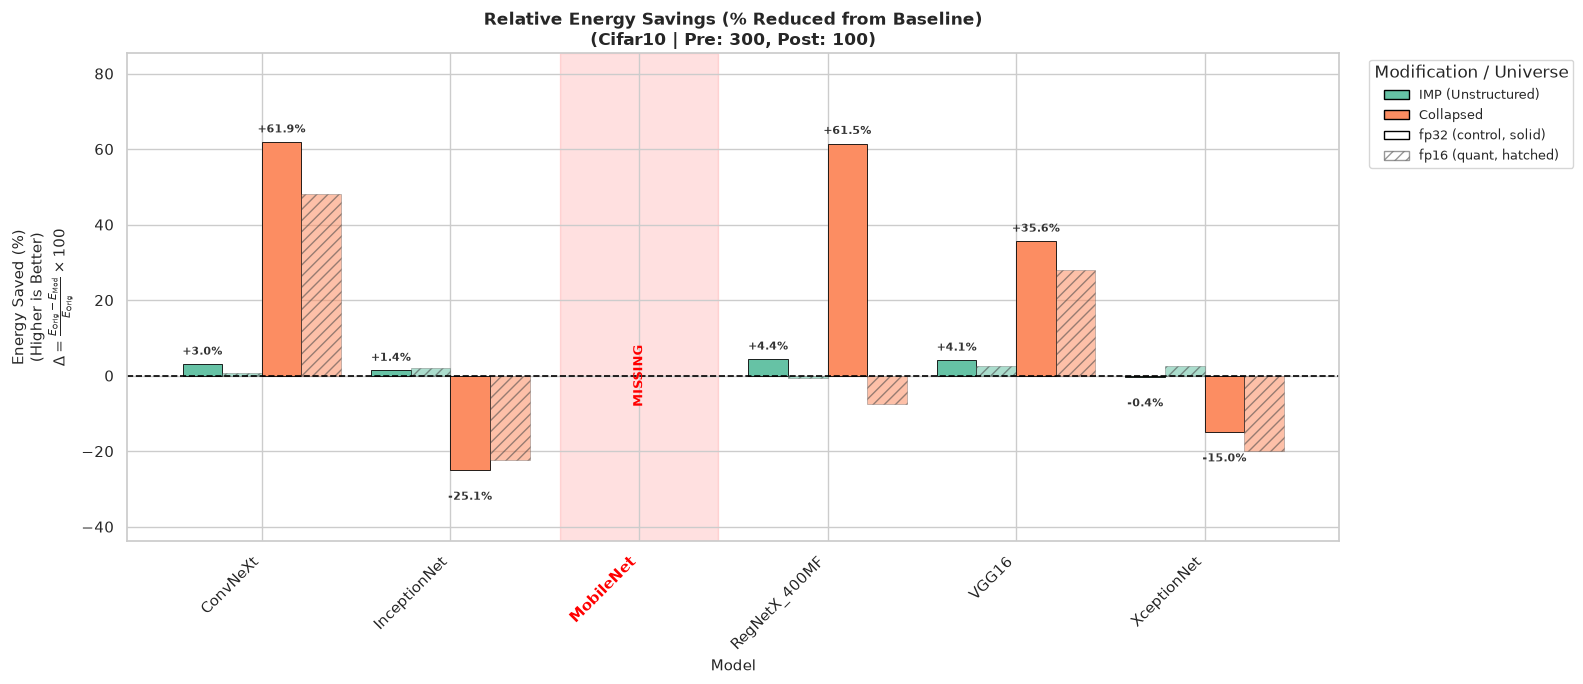 Relative Energy Savings (% Reduced from Baseline)
(Cifar10 | Pre: 300, Post: 100)
Energy Saved (%)
(Higher is Better)
Δ = (E_Orig − E_Mod) / E_Orig × 100
80
60
40
20
0
−20
−40
+3.0%
+61.9%
+1.4%
-25.1%
MISSING
+4.4%
+61.5%
+4.1%
+35.6%
-0.4%
-15.0%
ConvNeXt
InceptionNet
MobileNet
RegNetX_400MF
VGG16
XceptionNet
Model
Modification / Universe
IMP (Unstructured)
Collapsed
fp32 (control, solid)
fp16 (quant, hatched)